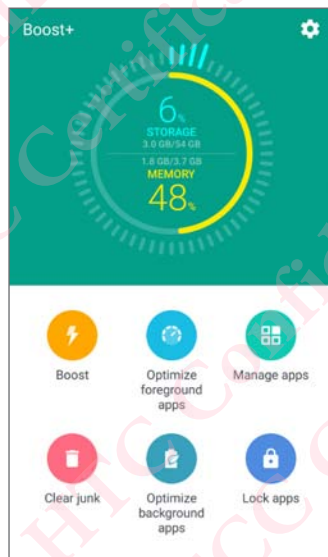 Boost+
6%
STORAGE
3.0 GB/54 GB
1.8 GB/3.7 GB
MEMORY
48%
Boost
Optimize
foreground
apps
Manage apps
Clear junk
Optimize
background
apps
Lock apps